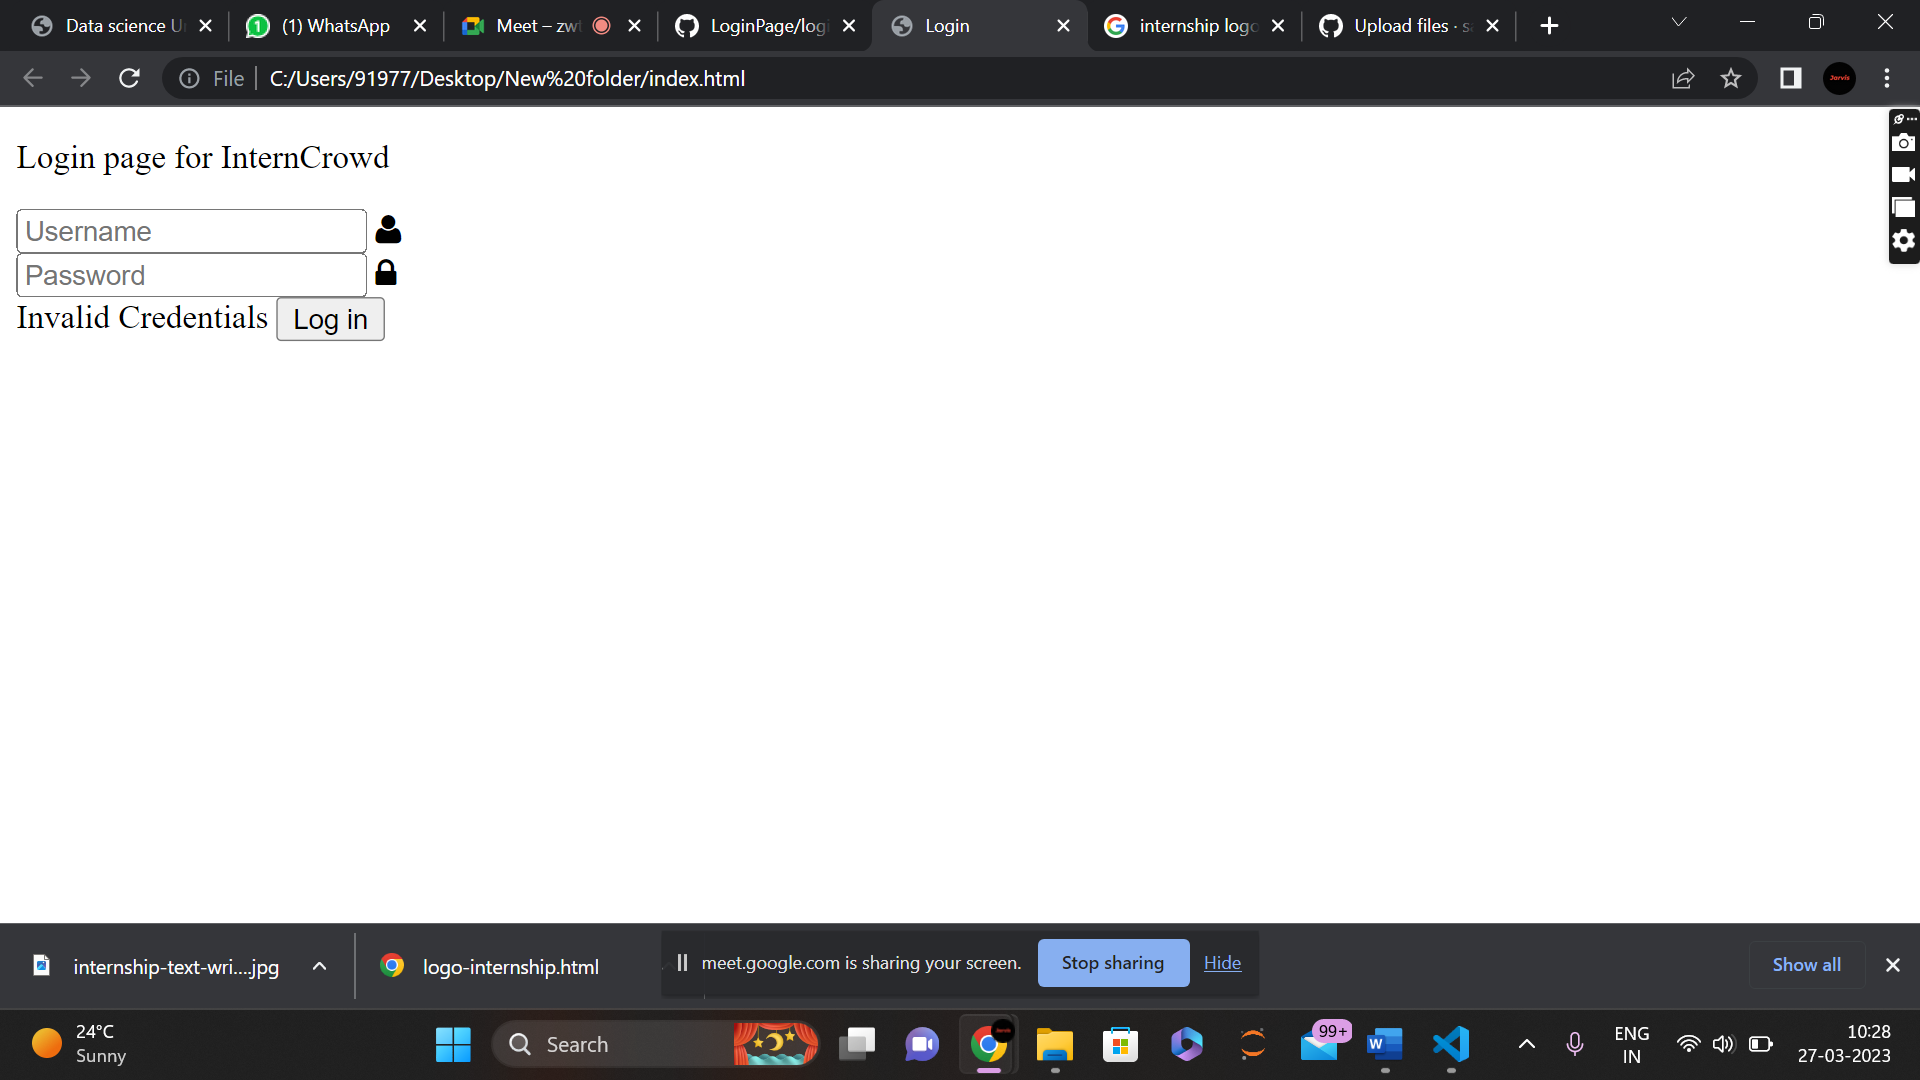 Data science U
(1) WhatsApp
Meet – zw
LoginPage/logi
Login
internship logo
Upload files · s
File
C:/Users/91977/Desktop/New%20folder/index.html
Jarvis
Login page for InternCrowd
Username
Password
Invalid Credentials
Log in
internship-text-wri....jpg
logo-internship.html
meet.google.com is sharing your screen.
Stop sharing
Hide
Show all
24°C
Sunny
Search
99+
ENG
IN
10:28
27-03-2023